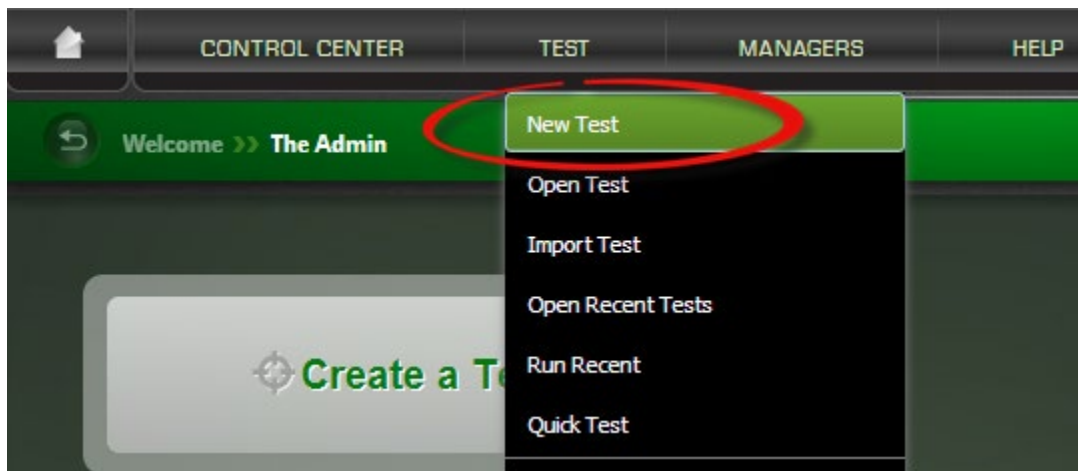 CONTROL CENTER TEST MANAGERS HELP
Welcome >> The Admin
New Test
Open Test
Import Test
Open Recent Tests
Run Recent
Quick Test
Create a Te